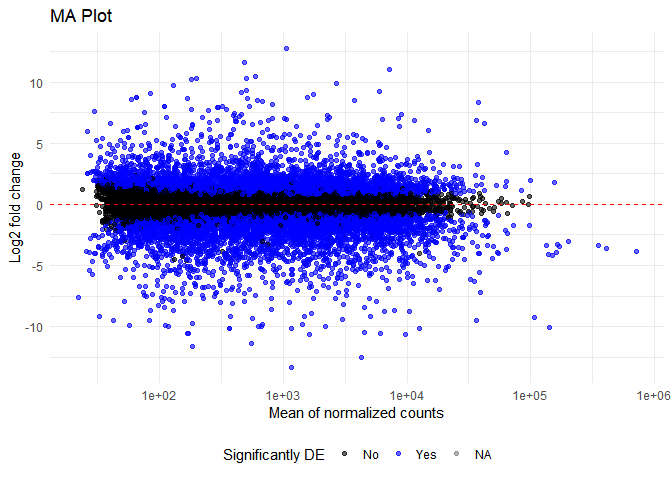 MA Plot
10
5
0
-5
-10
Log2 fold change
1e+02 1e+03 1e+04 1e+05 1e+06
Mean of normalized counts
Significantly DE No Yes NA